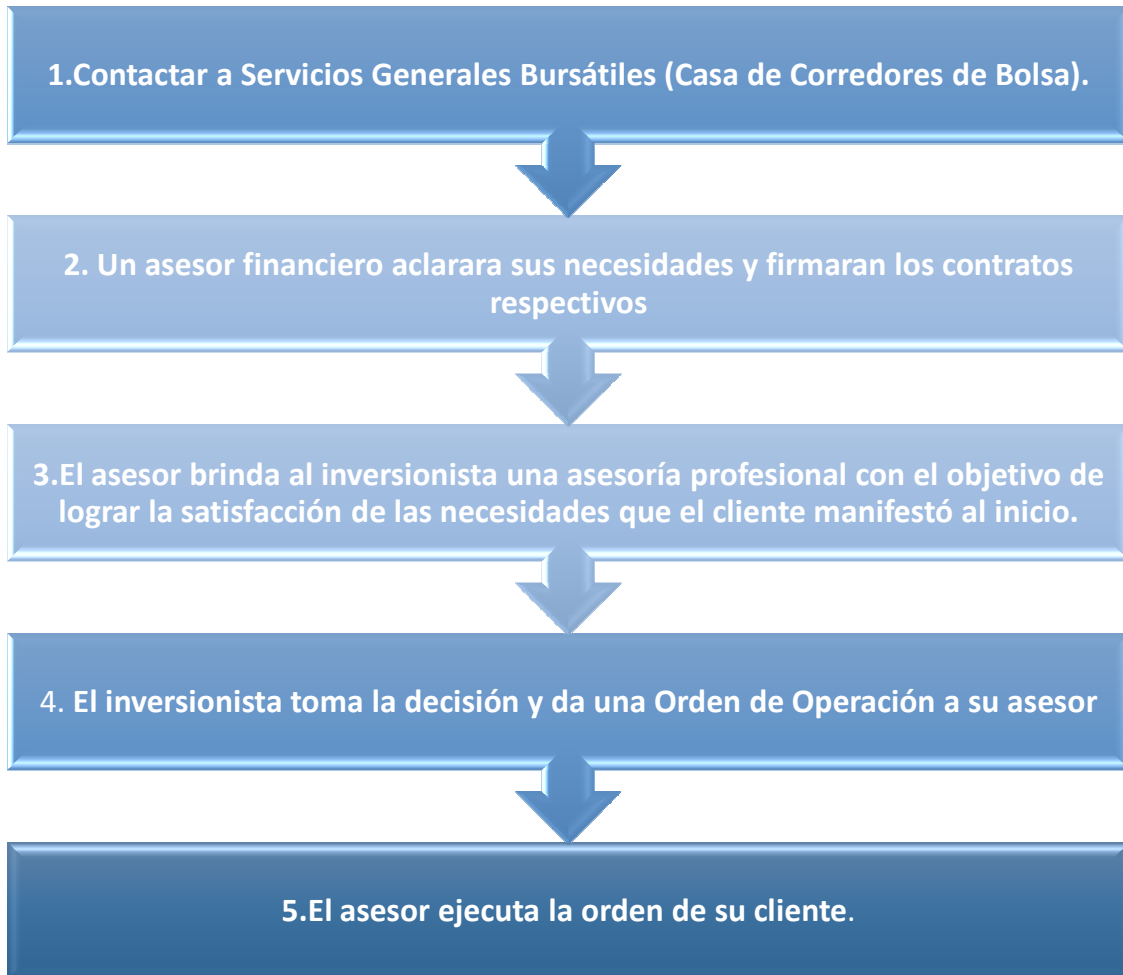 1.Contactar a Servicios Generales Bursátiles (Casa de Corredores de Bolsa).
2. Un asesor financiero aclarara sus necesidades y firmaran los contratos
respectivos
3.El asesor brinda al inversionista una asesoría profesional con el objetivo de
lograr la satisfacción de las necesidades que el cliente manifestó al inicio.
4. El inversionista toma la decisión y da una Orden de Operación a su asesor
5.El asesor ejecuta la orden de su cliente.